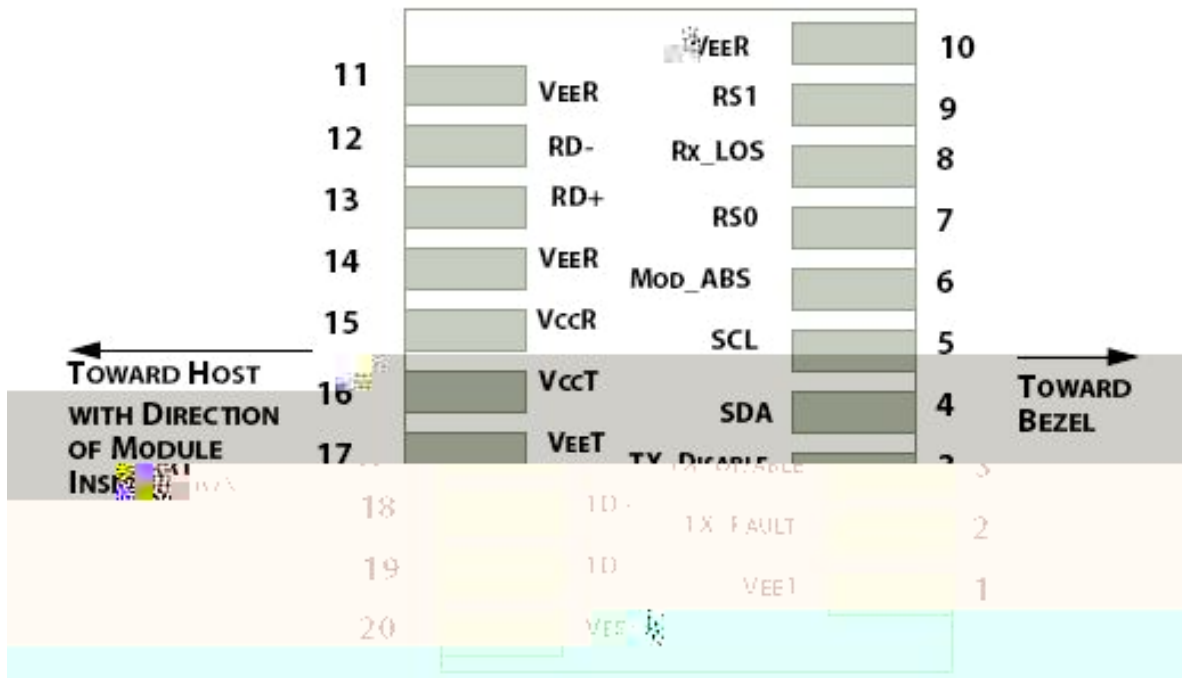 VEER 10
11 VEER RS1 9
12 RD- Rx_LOS 8
13 RD+ RS0 7
14 VEER MOD_ABS 6
15 VCCR SCL 5
TOWARD HOST
WITH DIRECTION
OF MODULE
16 VCCT SDA 4
TOWARD
BEZEL
17 VEET TX_DISABLE 3
18 TX_FAULT 2
19 1
20